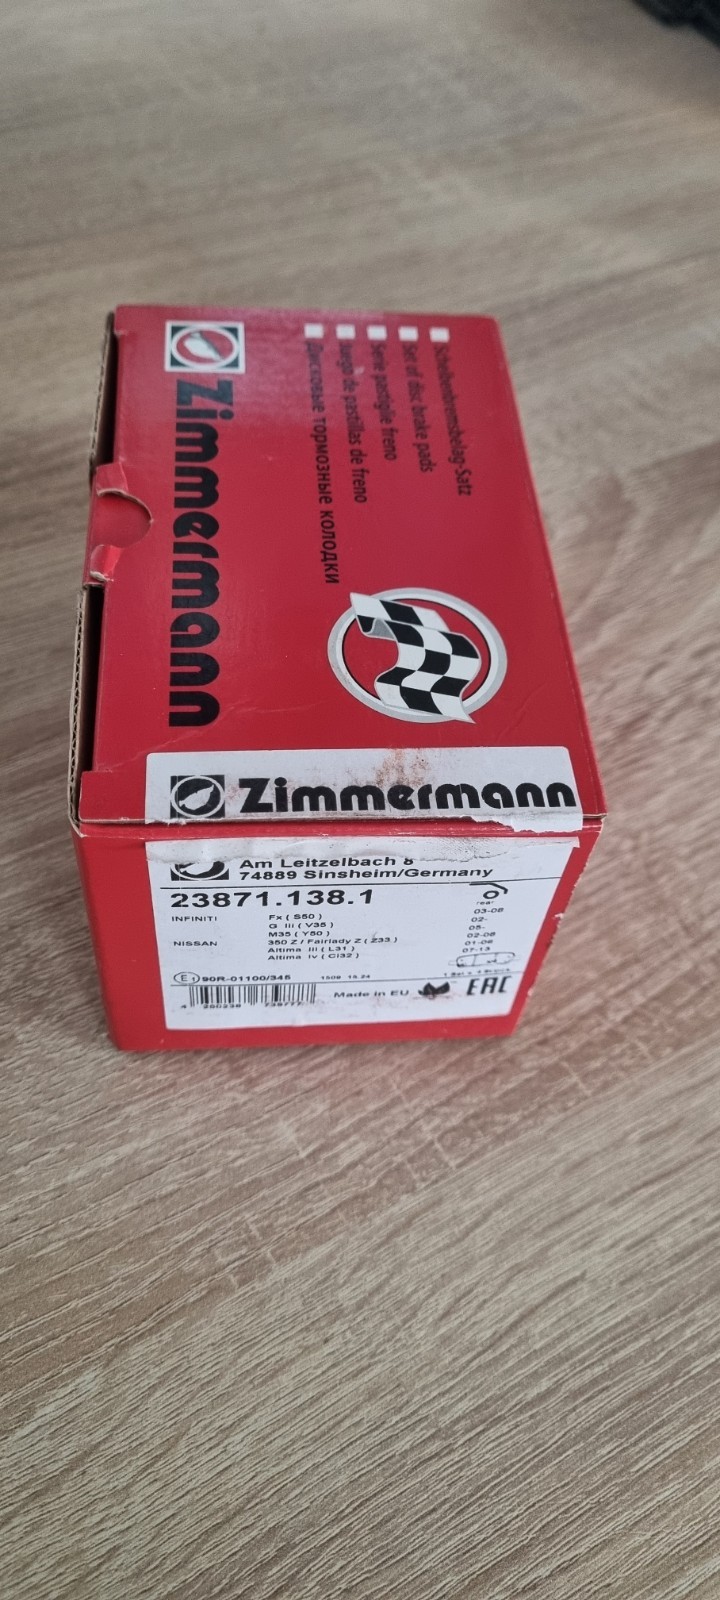 Zimmermann
Scheibenbremsbelag-Satz
Set of disc brake pads
Serie pastiglie freno
Juego de pastillas de freno
Дисковые тормозные колодки
Zimmermann
Am Leitzelbach 8
74889 Sinsheim/Germany
23871.138.1
rear
INFINITI Fx ( S50 ) 03-08
G III ( V35 ) 02-
M35 ( Y50 ) 05-
NISSAN 350 Z / Fairlady Z ( Z33 ) 02-08
Altima III ( L31 ) 01-06
Altima IV ( Cl32 ) 07-13
E1 90R-01100/345
Made in EU
EAC